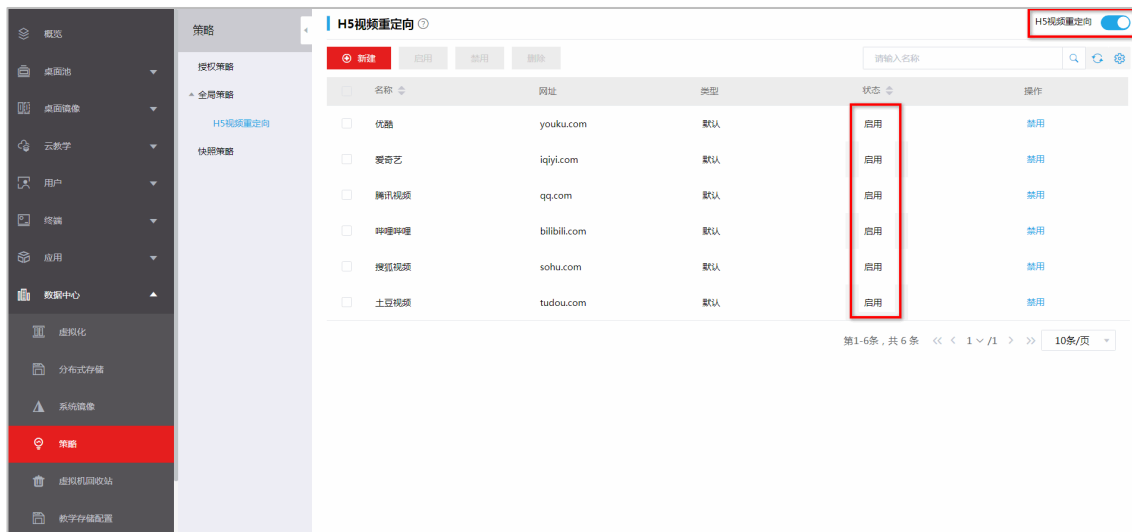 概览
桌面池
桌面镜像
云教学
用户
终端
应用
数据中心
虚拟化
分布式存储
系统镜像
策略
虚拟机回收站
教学存储配置
策略
授权策略
全局策略
H5视频重定向
快照策略
H5视频重定向
H5视频重定向
新建 启用 禁用 删除 请输入名称
名称 网址 类型 状态 操作
优酷 youku.com 默认 启用 禁用
爱奇艺 iqiyi.com 默认 启用 禁用
腾讯视频 qq.com 默认 启用 禁用
哔哩哔哩 bilibili.com 默认 启用 禁用
搜狐视频 sohu.com 默认 启用 禁用
土豆视频 tudou.com 默认 启用 禁用
第1-6条，共 6 条 << < 1 /1 > >> 10条/页